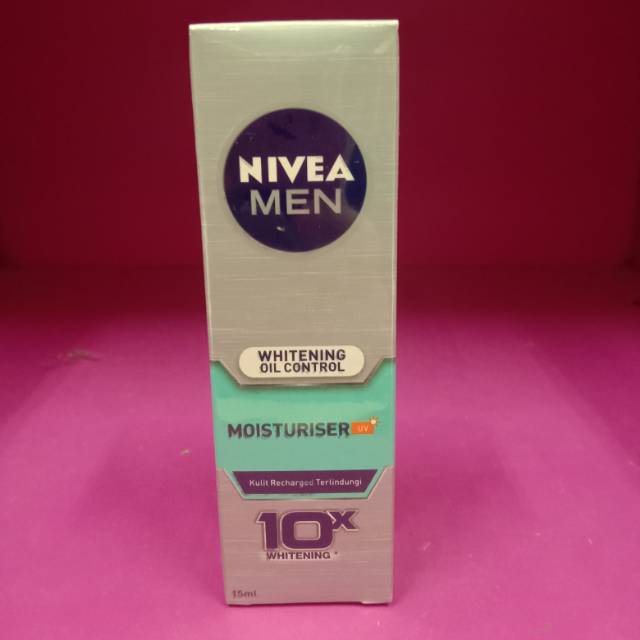 NIVEA
MEN
WHITENING
OIL CONTROL
MOISTURISER UV
Kulit Recharged Terlindungi
10X
WHITENING *
15ml